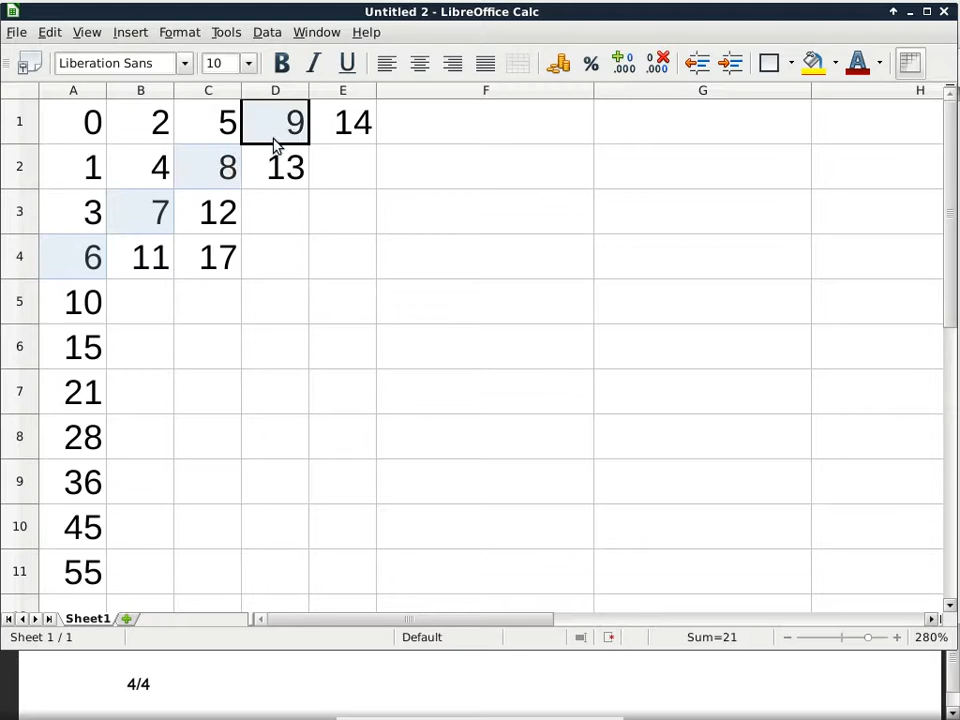 Untitled 2 - LibreOffice Calc
File Edit View Insert Format Tools Data Window Help
Liberation Sans 10 B I U % .000 .000 A
A B C D E F G H
1 0 2 5 9 14
2 1 4 8 13
3 3 7 12
4 6 11 17
5 10
6 15
7 21
8 28
9 36
10 45
11 55
Sheet1
Sheet 1 / 1 Default Sum=21 280%
4/4